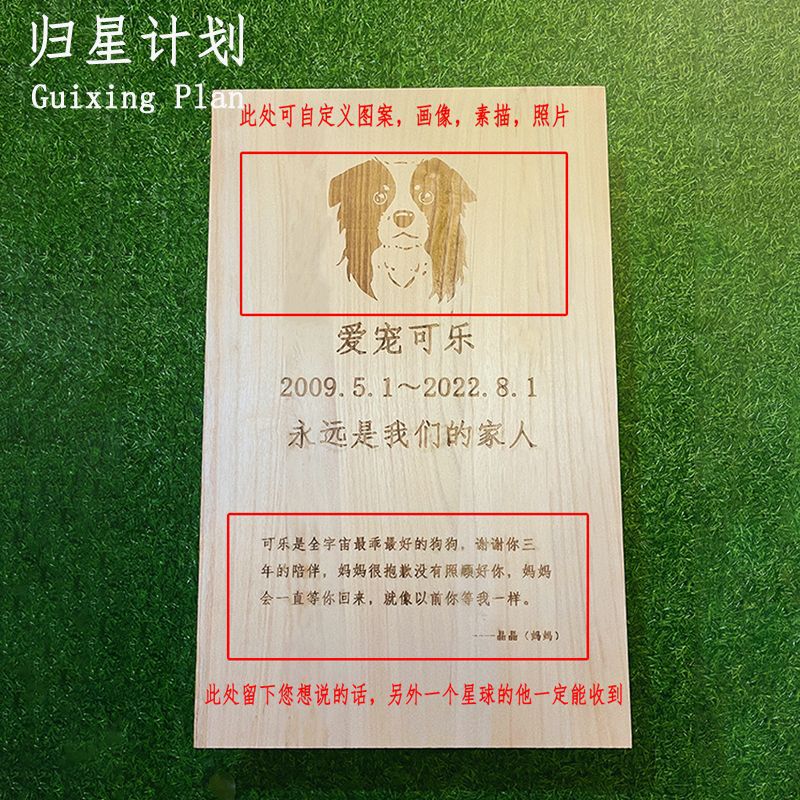 归星计划
Guixing Plan
此处可自定义图案，画像，素描，照片
爱宠可乐
2009.5.1～2022.8.1
永远是我们的家人
可乐是全宇宙最乖最好的狗狗，谢谢你三
年的陪伴，妈妈很抱歉没有照顾好你，妈妈
会一直等你回来，就像以前你等我一样。
----晶晶（妈妈）
此处留下您想说的话，另外一个星球的他一定能收到